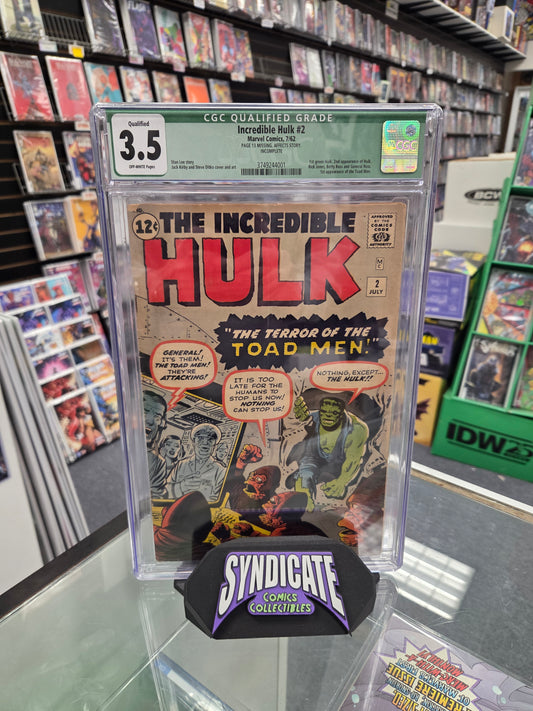 CGC QUALIFIED GRADE
Qualified
3.5
OFF-WHITE Pages
Incredible Hulk #2
Marvel Comics, 7/62
PAGE 13 MISSING, AFFECTS STORY.
INCOMPLETE
Stan Lee story
Jack Kirby and Steve Ditko cover and art
3749244001
1st green Hulk. 2nd appearance of Hulk,
Rick Jones, Betty Ross and General Ross.
1st appearance of the Toad Men.
CGC
12¢
THE INCREDIBLE
HULK
APPROVED
BY THE
COMICS
CODE
AUTHORITY
MC
2
JULY
"THE TERROR OF THE
TOAD MEN!"
GENERAL!
IT'S THEM!
THE TOAD MEN!
THEY'RE
ATTACKING!
IT IS TOO
LATE FOR THE
HUMANS TO
STOP US NOW!
NOTHING
CAN STOP US!
NOTHING, EXCEPT...
THE HULK!!
SYNDICATE
COMICS
COLLECTIBLES
BCW
IDW
PREMIERE ISSUE